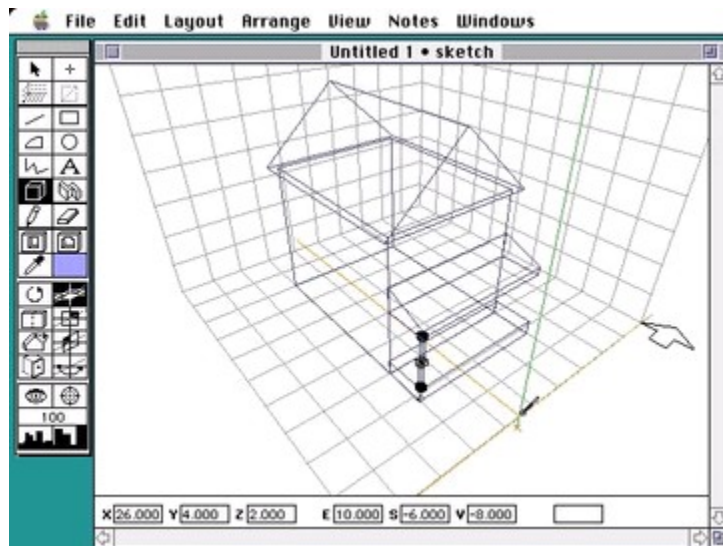 File Edit Layout Arrange View Notes Windows
Untitled 1 • sketch
A
100
X 26.000 Y 4.000 Z 2.000 E 10.000 S -6.000 V -8.000